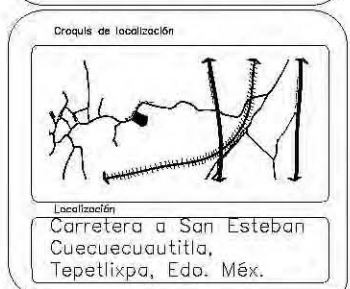 Croquis de localización
Localización
Carretera a San Esteban
Cuecuecuautitla,
Tepetlixpa, Edo. Méx.